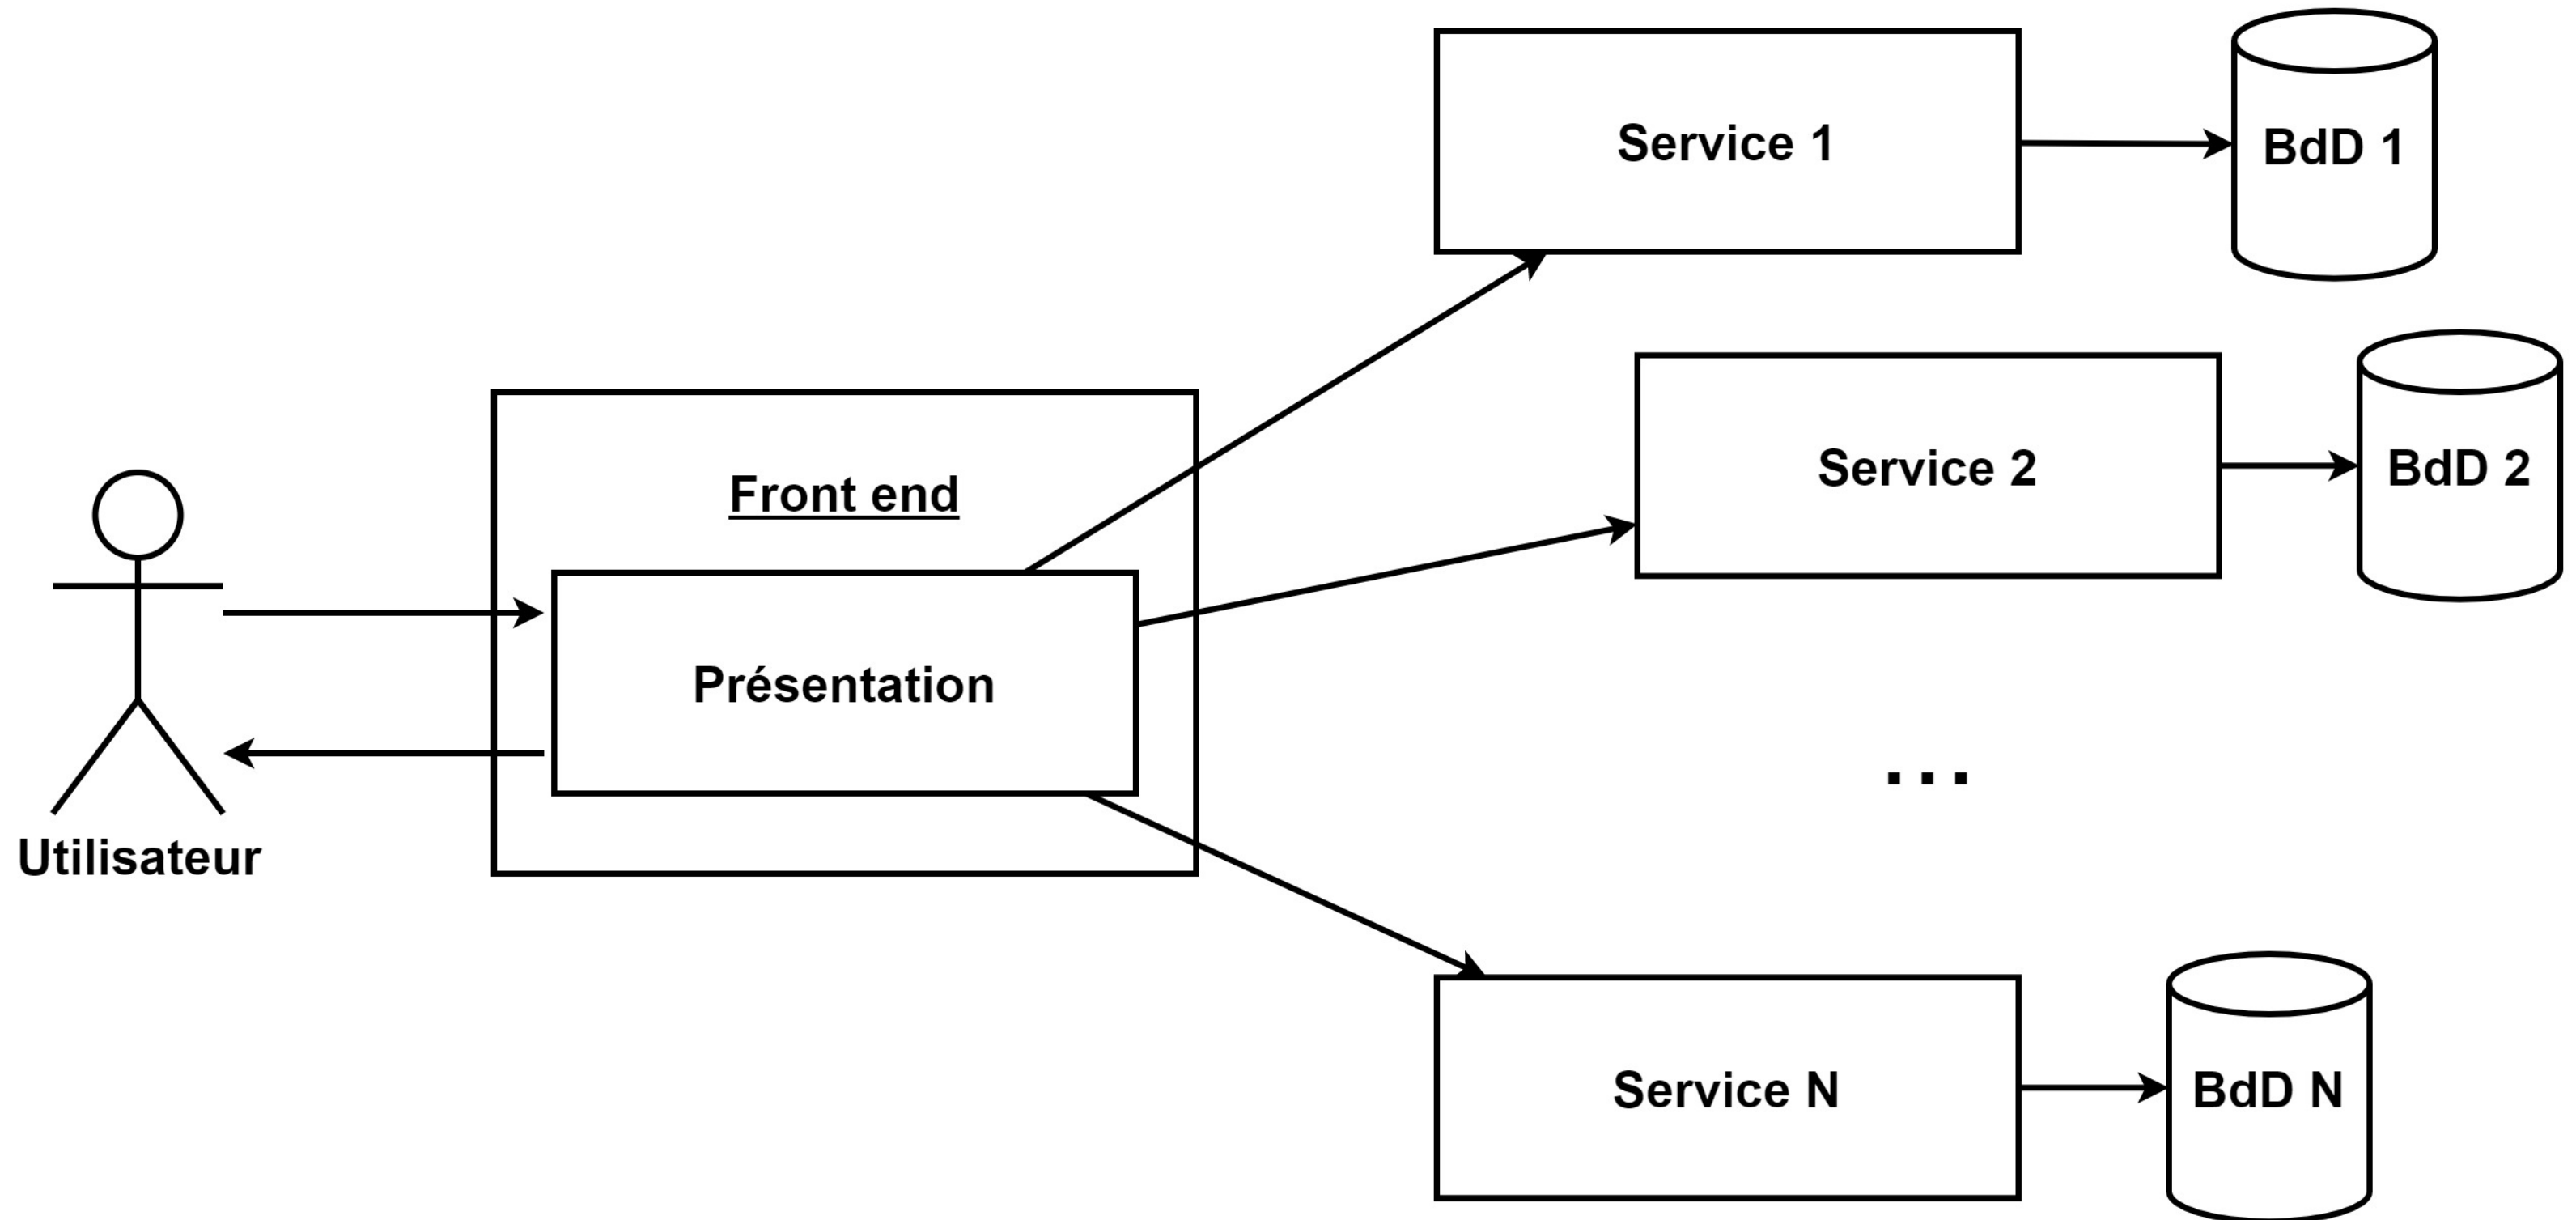 Service 1
BdD 1
Service 2
BdD 2
Front end
Présentation
Utilisateur
...
Service N
BdD N